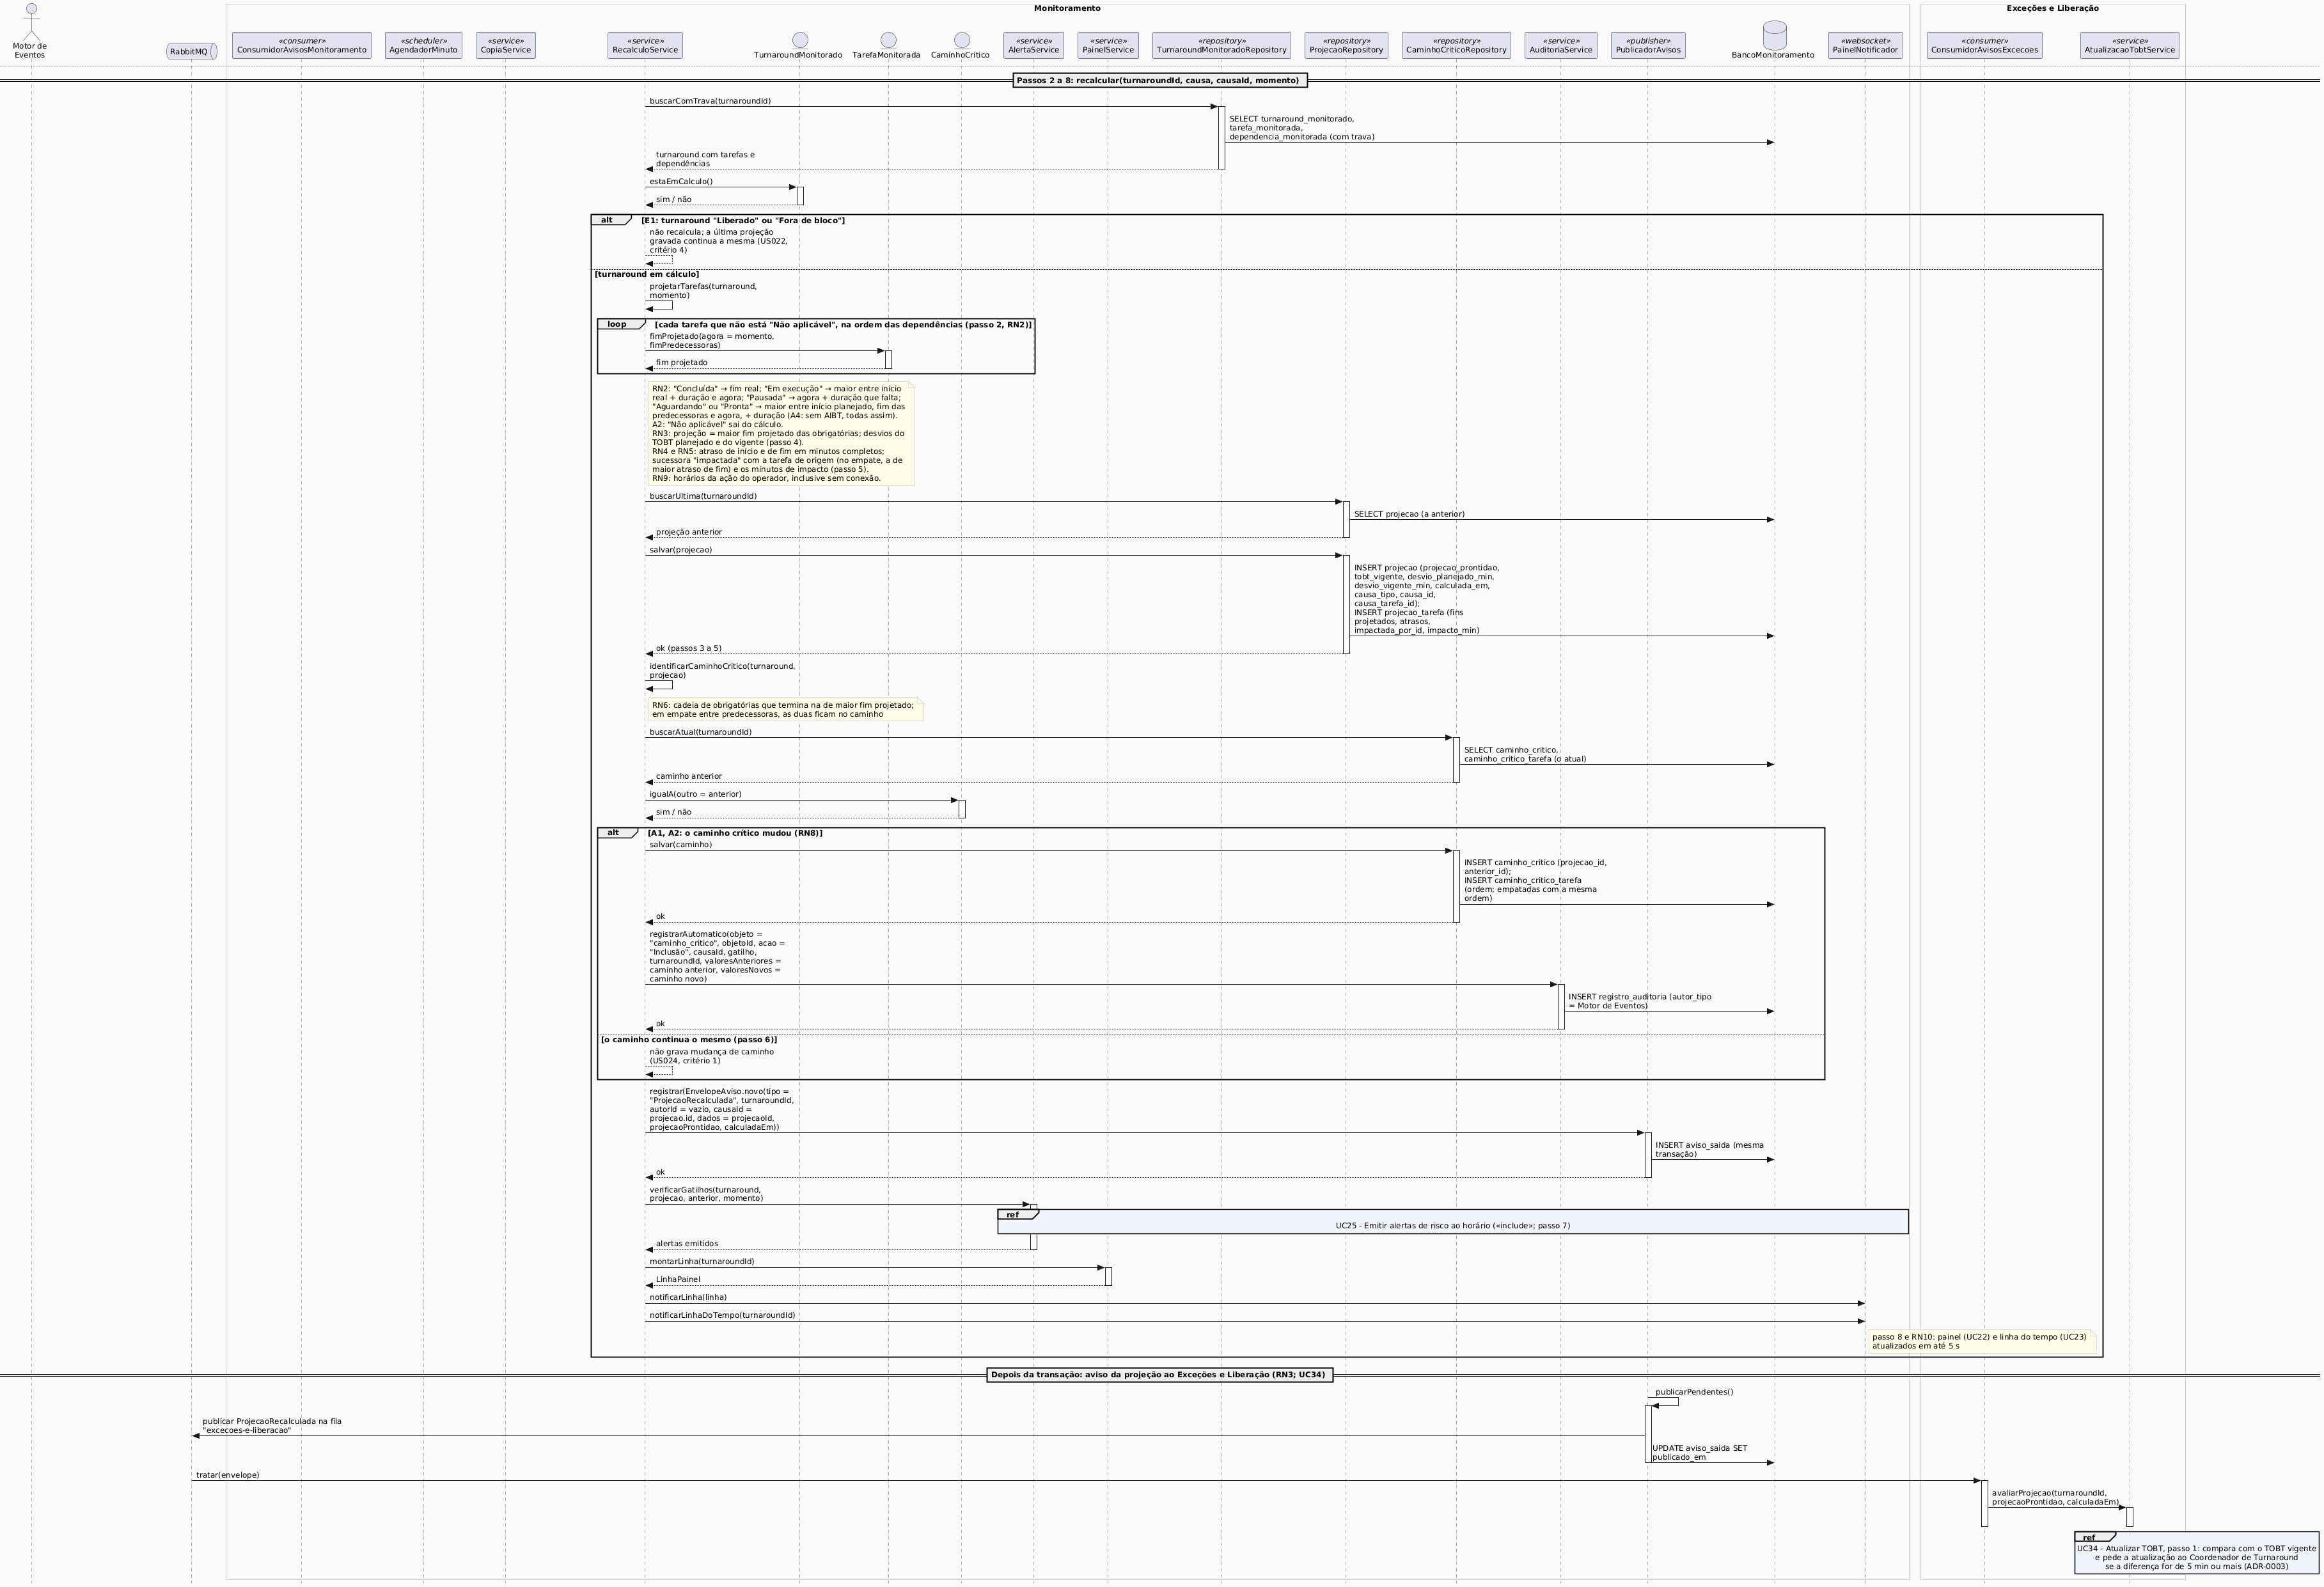 Monitoramento
Exceções e Liberação
Motor de
Eventos
RabbitMQ
«consumer»
ConsumidorAvisosMonitoramento
«scheduler»
AgendadorMinuto
«service»
CopiaService
«service»
RecalculoService
TurnaroundMonitorado
TarefaMonitorada
CaminhoCritico
«service»
AlertaService
«service»
PainelService
«repository»
TurnaroundMonitoradoRepository
«repository»
ProjecaoRepository
«repository»
CaminhoCriticoRepository
«service»
AuditoriaService
«publisher»
PublicadorAvisos
BancoMonitoramento
«websocket»
PainelNotificador
«consumer»
ConsumidorAvisosExcecoes
«service»
AtualizacaoTobtService
Passos 2 a 8: recalcular(turnaroundId, causa, causaId, momento)
buscarComTrava(turnaroundId)
SELECT turnaround_monitorado,
tarefa_monitorada,
dependencia_monitorada (com trava)
turnaround com tarefas e
dependências
estaEmCalculo()
sim / não
alt
[E1: turnaround "Liberado" ou "Fora de bloco"]
não recalcula; a última projeção
gravada continua a mesma (US022,
critério 4)
[turnaround em cálculo]
projetarTarefas(turnaround,
momento)
loop
[cada tarefa que não está "Não aplicável", na ordem das dependências (passo 2, RN2)]
fimProjetado(agora = momento,
fimPredecessoras)
fim projetado
RN2: "Concluída" → fim real; "Em execução" → maior entre início
real + duração e agora; "Pausada" → agora + duração que falta;
"Aguardando" ou "Pronta" → maior entre início planejado, fim das
predecessoras e agora, + duração (A4: sem AIBT, todas assim).
A2: "Não aplicável" sai do cálculo.
RN3: projeção = maior fim projetado das obrigatórias; desvios do
TOBT planejado e do vigente (passo 4).
RN4 e RN5: atraso de início e de fim em minutos completos;
sucessora "impactada" com a tarefa de origem (no empate, a de
maior atraso de fim) e os minutos de impacto (passo 5).
RN9: horários da ação do operador, inclusive sem conexão.
buscarUltima(turnaroundId)
SELECT projecao (a anterior)
projeção anterior
salvar(projecao)
INSERT projecao (projecao_prontidao,
tobt_vigente, desvio_planejado_min,
desvio_vigente_min, calculada_em,
causa_tipo, causa_id,
causa_tarefa_id);
INSERT projecao_tarefa (fins
projetados, atrasos,
impactada_por_id, impacto_min)
ok (passos 3 a 5)
identificarCaminhoCritico(turnaround,
projecao)
RN6: cadeia de obrigatórias que termina na de maior fim projetado;
em empate entre predecessoras, as duas ficam no caminho
buscarAtual(turnaroundId)
SELECT caminho_critico,
caminho_critico_tarefa (o atual)
caminho anterior
igualA(outro = anterior)
sim / não
alt
[A1, A2: o caminho crítico mudou (RN8)]
salvar(caminho)
INSERT caminho_critico (projecao_id,
anterior_id);
INSERT caminho_critico_tarefa
(ordem; empatadas com a mesma
ordem)
ok
registrarAutomatico(objeto =
"caminho_critico", objetoId, acao =
"Inclusão", causaId, gatilho,
turnaroundId, valoresAnteriores =
caminho anterior, valoresNovos =
caminho novo)
INSERT registro_auditoria (autor_tipo
= Motor de Eventos)
ok
[o caminho continua o mesmo (passo 6)]
não grava mudança de caminho
(US024, critério 1)
registrar(EnvelopeAviso.novo(tipo =
"ProjecaoRecalculada", turnaroundId,
autorId = vazio, causaId =
projecao.id, dados = projecaoId,
projecaoProntidao, calculadaEm))
INSERT aviso_saida (mesma
transação)
ok
verificarGatilhos(turnaround,
projecao, anterior, momento)
ref
UC25 - Emitir alertas de risco ao horário («include»; passo 7)
alertas emitidos
montarLinha(turnaroundId)
LinhaPainel
notificarLinha(linha)
notificarLinhaDoTempo(turnaroundId)
passo 8 e RN10: painel (UC22) e linha do tempo (UC23)
atualizados em até 5 s
Depois da transação: aviso da projeção ao Exceções e Liberação (RN3; UC34)
publicarPendentes()
publicar ProjecaoRecalculada na fila
"excecoes-e-liberacao"
UPDATE aviso_saida SET
publicado_em
tratar(envelope)
avaliarProjecao(turnaroundId,
projecaoProntidao, calculadaEm)
ref
UC34 - Atualizar TOBT, passo 1: compara com o TOBT vigente
e pede a atualização ao Coordenador de Turnaround
se a diferença for de 5 min ou mais (ADR-0003)